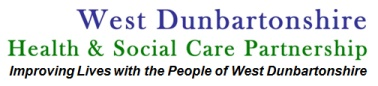 West Dunbartonshire
Health & Social Care Partnership
Improving Lives with the People of West Dunbartonshire